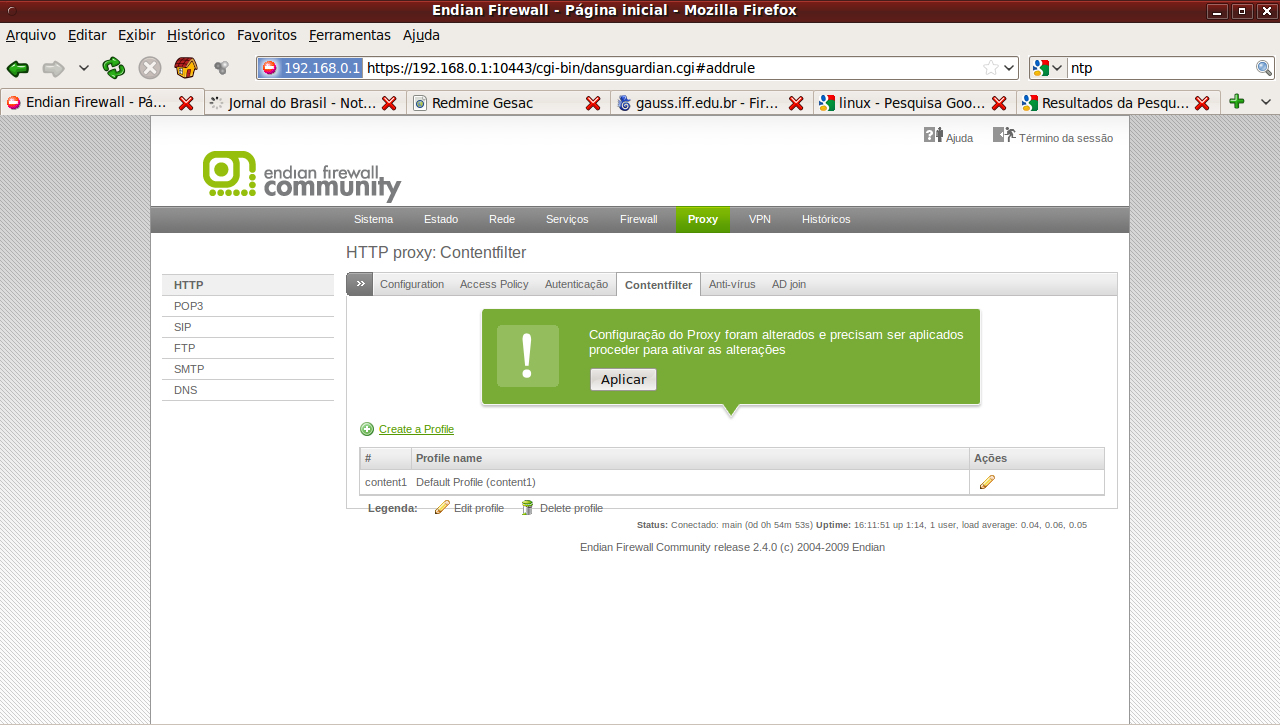 Endian Firewall - Página inicial - Mozilla Firefox
Arquivo Editar Exibir Histórico Favoritos Ferramentas Ajuda
192.168.0.1 https://192.168.0.1:10443/cgi-bin/dansguardian.cgi#addrule ntp
Endian Firewall - Pá... Jornal do Brasil - Not... Redmine Gesac gauss.iff.edu.br - Fir... linux - Pesquisa Goo... Resultados da Pesqu...
Ajuda Término da sessão
endian firewall
community
Sistema Estado Rede Serviços Firewall Proxy VPN Históricos
HTTP proxy: Contentfilter
HTTP
POP3
SIP
FTP
SMTP
DNS
» Configuration Access Policy Autenticação Contentfilter Anti-vírus AD join
Configuração do Proxy foram alterados e precisam ser aplicados
proceder para ativar as alterações
Aplicar
Create a Profile
# Profile name Ações
content1 Default Profile (content1)
Legenda: Edit profile Delete profile
Status: Conectado: main (0d 0h 54m 53s) Uptime: 16:11:51 up 1:14, 1 user, load average: 0.04, 0.06, 0.05
Endian Firewall Community release 2.4.0 (c) 2004-2009 Endian